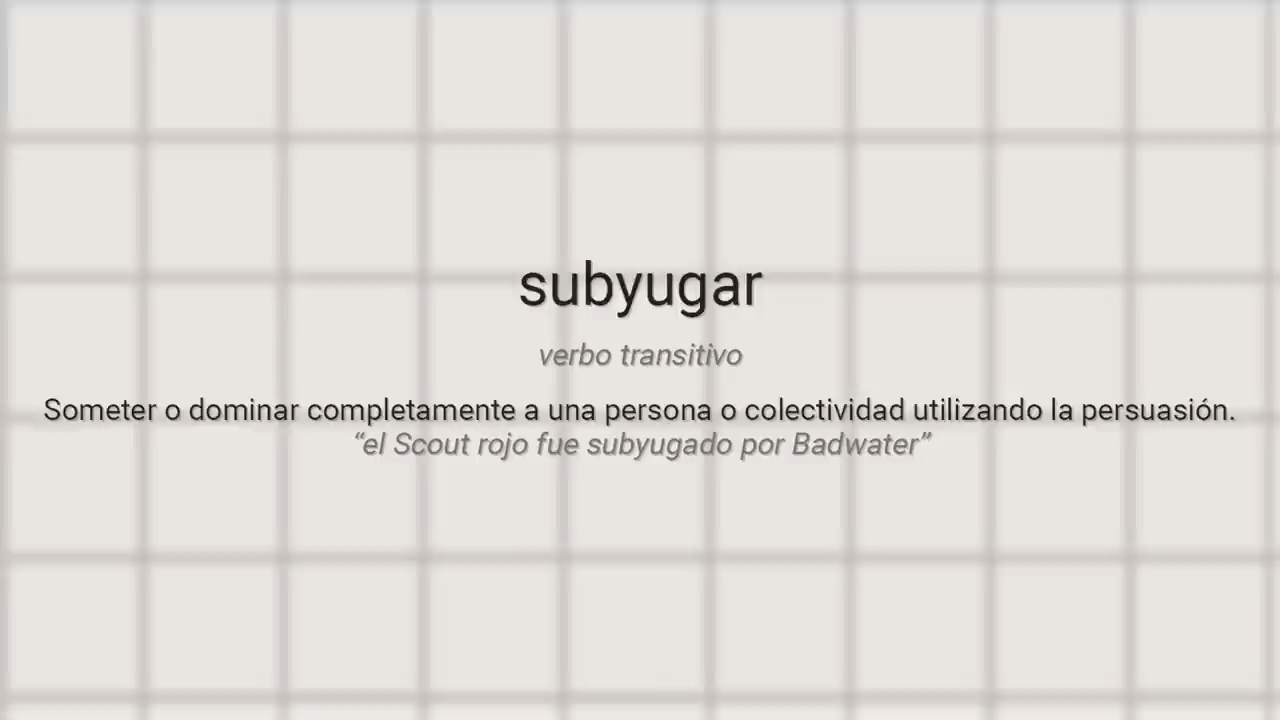 subyugar
verbo transitivo
Someter o dominar completamente a una persona o colectividad utilizando la persuasión.
“el Scout rojo fue subyugado por Badwater”